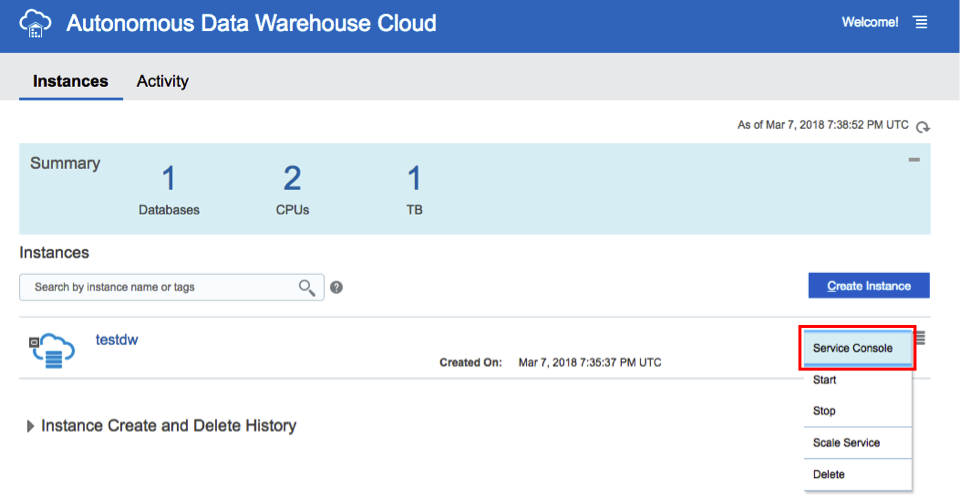 Autonomous Data Warehouse Cloud
Welcome!
Instances Activity
As of Mar 7, 2018 7:38:52 PM UTC
Summary
1 2 1
Databases CPUs TB
Instances
Search by instance name or tags
?
Create Instance
testdw
Created On: Mar 7, 2018 7:35:37 PM UTC
Service Console
Start
Stop
Scale Service
Delete
Instance Create and Delete History